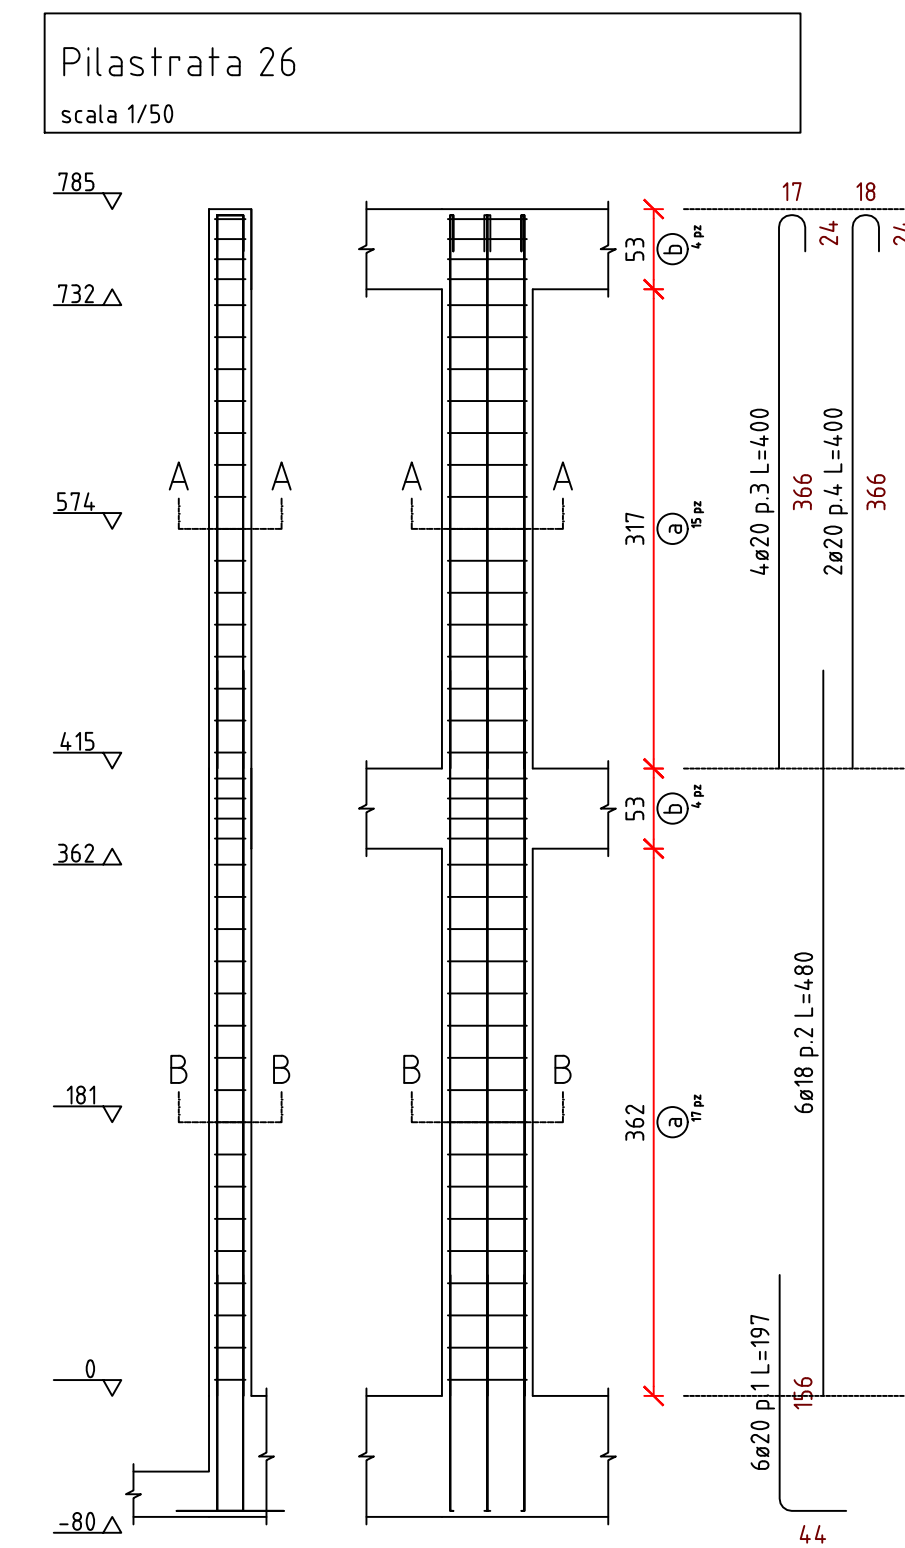 Pilastrata 26
scala 1/50
785
732
574
415
362
181
0
-80
A A
A A
B B
B B
53
b 4 pz
317
a 15 pz
53
b 4 pz
362
a 17 pz
17
24
4ø20 p.3 L=400
366
18
24
2ø20 p.4 L=400
366
6ø18 p.2 L=480
6ø20 p.1 L=197
156
44